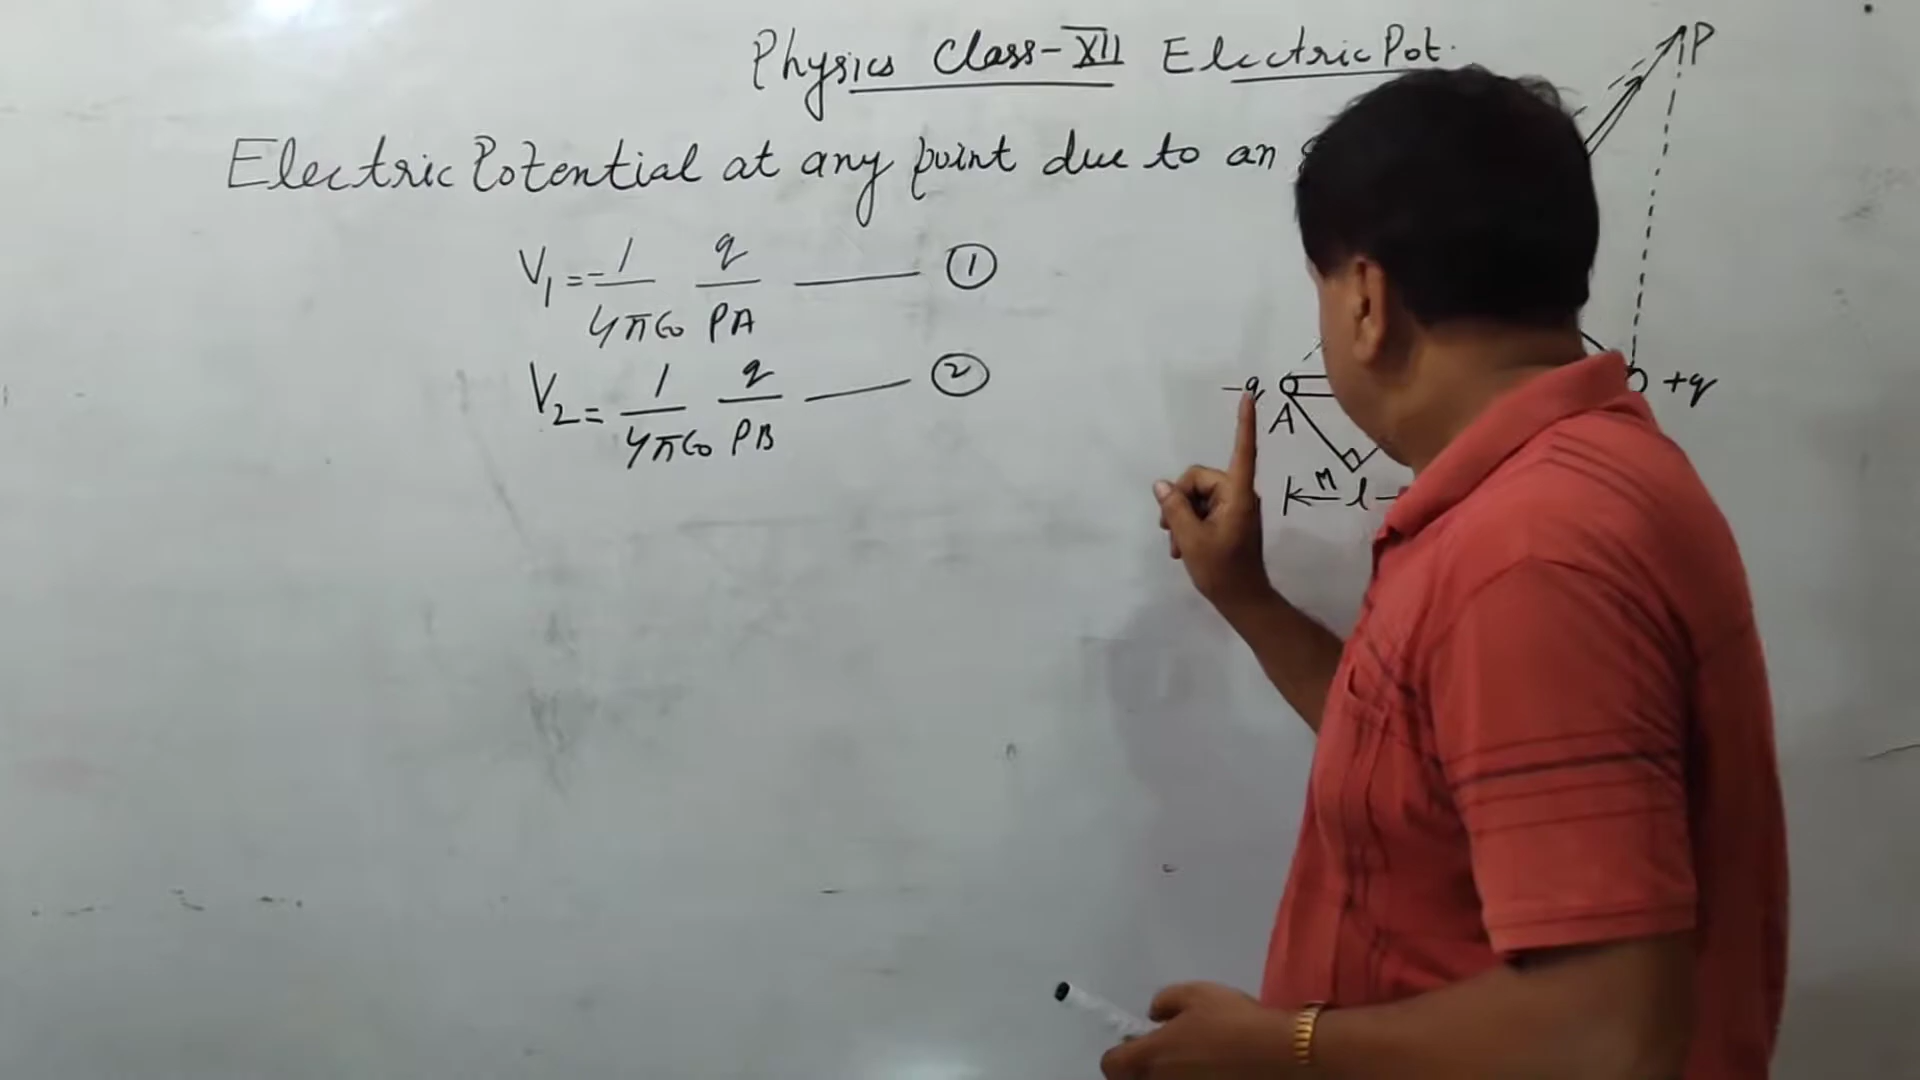 Physics Class-XII Electric Pot.
Electric Potential at any point due to an
V₁ = - 1/4πϵ₀ q/PA —— ①
V₂ = 1/4πϵ₀ q/PB —— ②
P
-q
+q
A
M
l